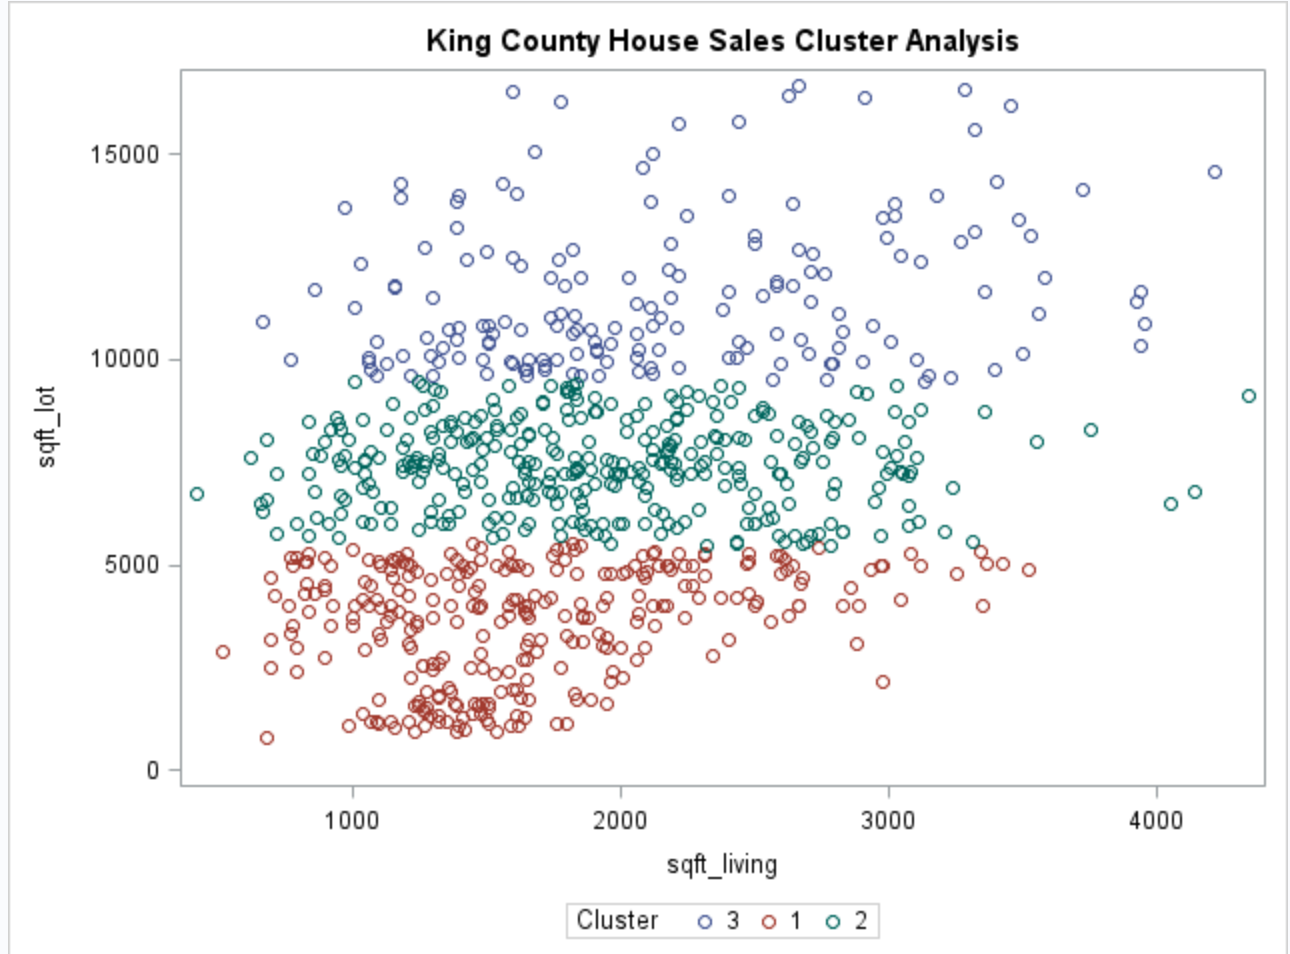 King County House Sales Cluster Analysis
sqft_lot
15000
10000
5000
0
1000 2000 3000 4000
sqft_living
Cluster 3 1 2